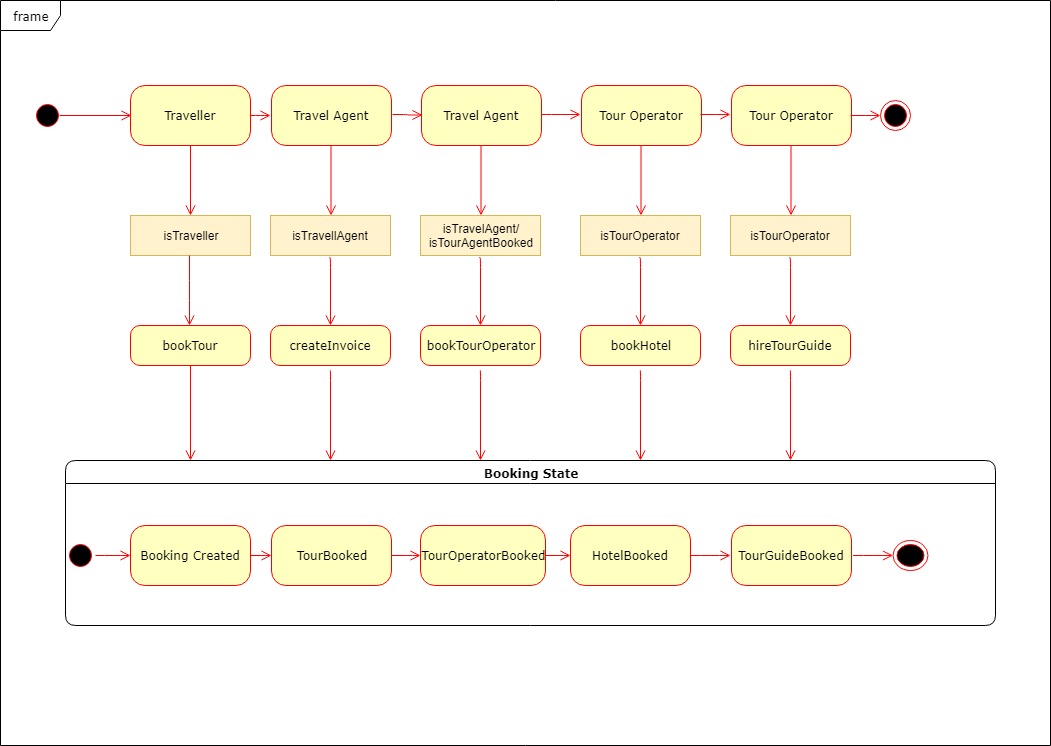 frame
Traveller
Travel Agent
Travel Agent
Tour Operator
Tour Operator
isTraveller
isTravellAgent
isTravelAgent/
isTourAgentBooked
isTourOperator
isTourOperator
bookTour
createInvoice
bookTourOperator
bookHotel
hireTourGuide
Booking State
Booking Created
TourBooked
TourOperatorBooked
HotelBooked
TourGuideBooked